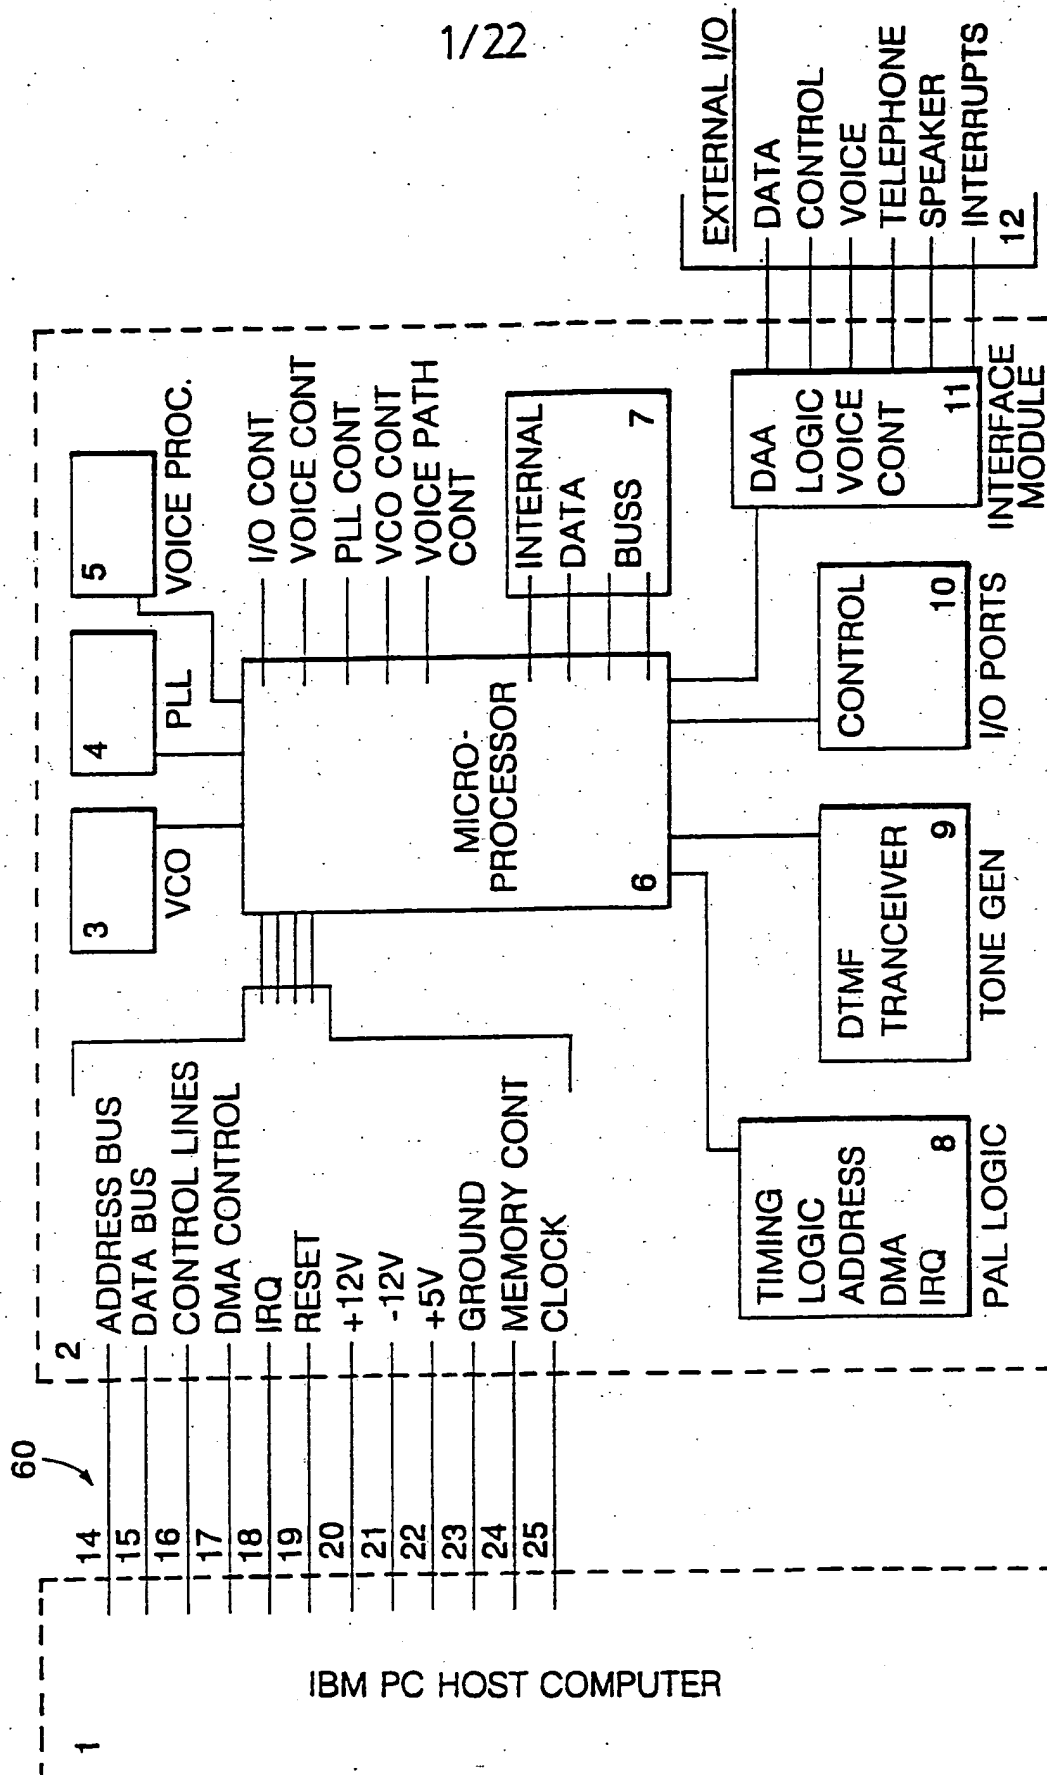 1/22
1
IBM PC HOST COMPUTER
60
14
15
16
17
18
19
20
21
22
23
24
25
2
ADDRESS BUS
DATA BUS
CONTROL LINES
DMA CONTROL
IRQ
RESET
+12V
-12V
+5V
GROUND
MEMORY CONT
CLOCK
3
VCO
4
PLL
5
VOICE PROC.
MICRO-
PROCESSOR
6
I/O CONT
VOICE CONT
PLL CONT
VCO CONT
VOICE PATH
CONT
INTERNAL
DATA
BUSS
7
TIMING
LOGIC
ADDRESS
DMA
IRQ
8
PAL LOGIC
DTMF
TRANCEIVER
9
TONE GEN
CONTROL
10
I/O PORTS
DAA
LOGIC
VOICE
CONT
11
INTERFACE
MODULE
EXTERNAL I/O
DATA
CONTROL
VOICE
TELEPHONE
SPEAKER
INTERRUPTS
12